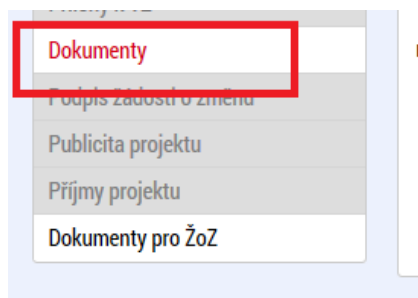 Dokumenty
Podpis žádosti o změnu
Publicita projektu
Příjmy projektu
Dokumenty pro ŽoZ